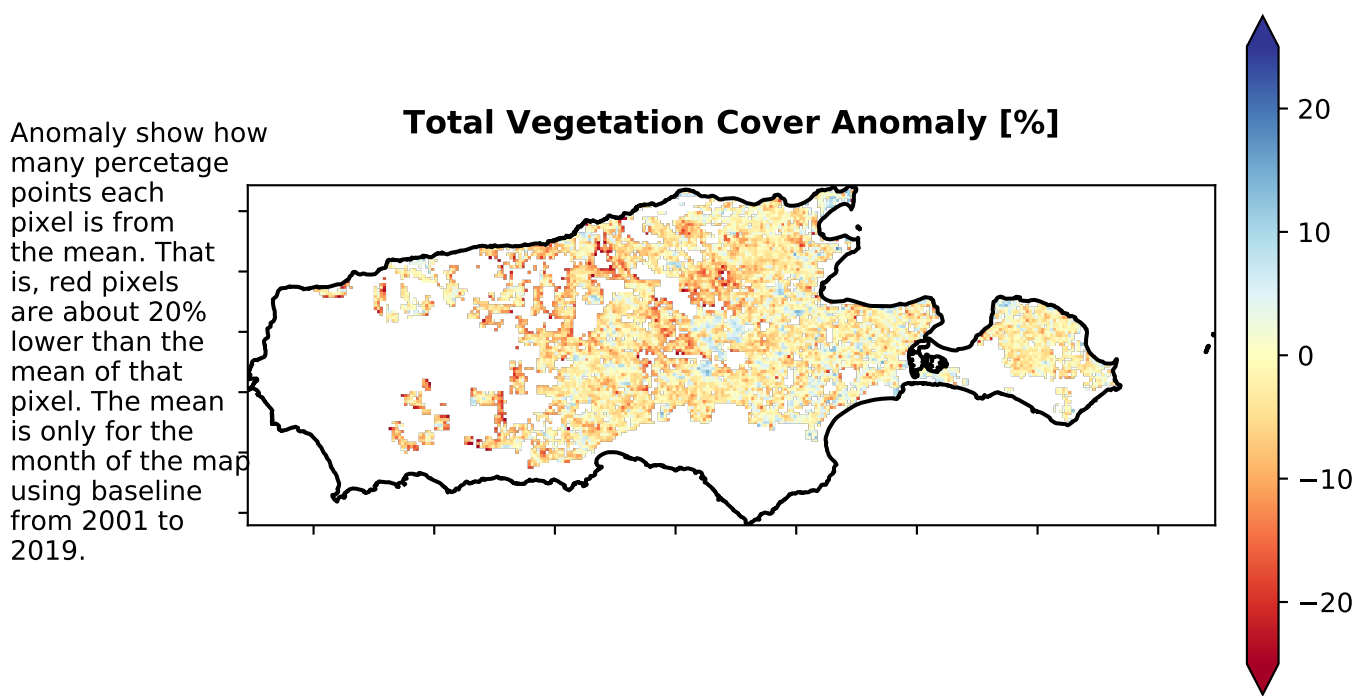 Total Vegetation Cover Anomaly [%]
Anomaly show how
many percetage
points each
pixel is from
the mean. That
is, red pixels
are about 20%
lower than the
mean of that
pixel. The mean
is only for the
month of the map
using baseline
from 2001 to
2019.
20
10
0
−10
−20